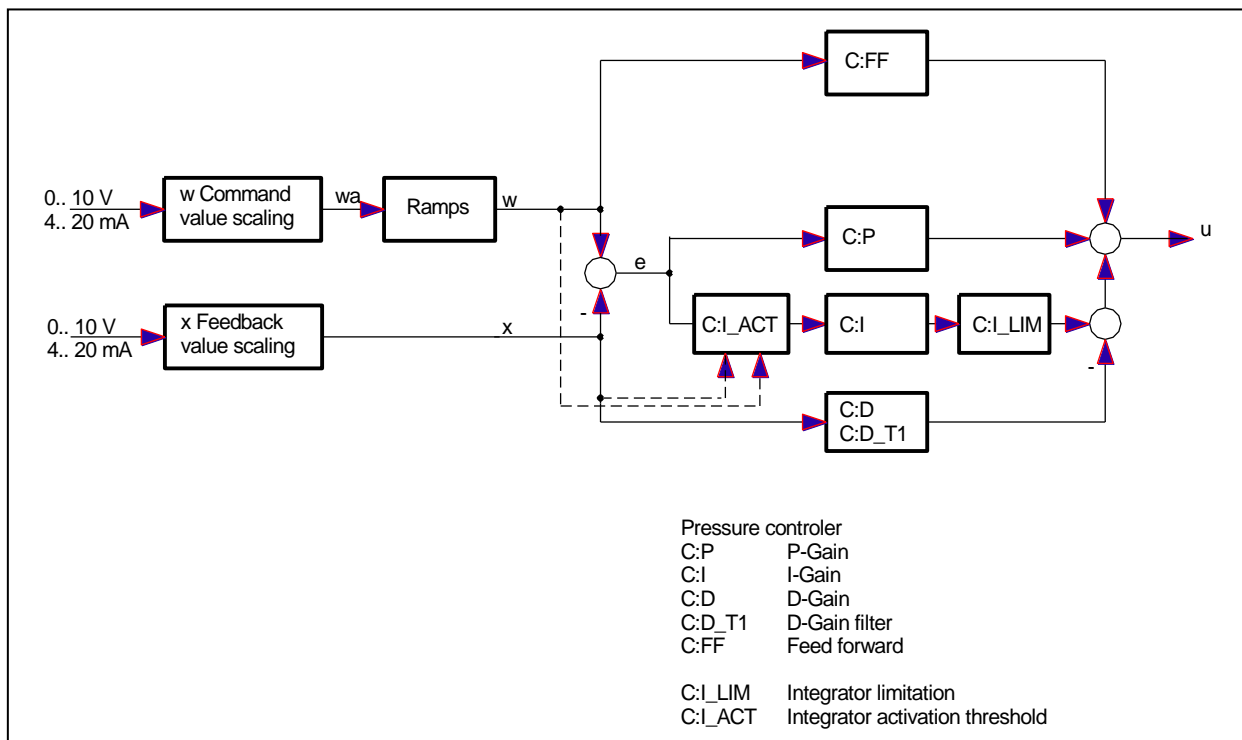 C:FF
0.. 10 V
4.. 20 mA
w Command
value scaling
wa
Ramps
w
C:P
u
e
-
0.. 10 V
4.. 20 mA
x Feedback
value scaling
x
C:I_ACT
C:I
C:I_LIM
-
C:D
C:D_T1
Pressure controler
C:P P-Gain
C:I I-Gain
C:D D-Gain
C:D_T1 D-Gain filter
C:FF Feed forward
C:I_LIM Integrator limitation
C:I_ACT Integrator activation threshold